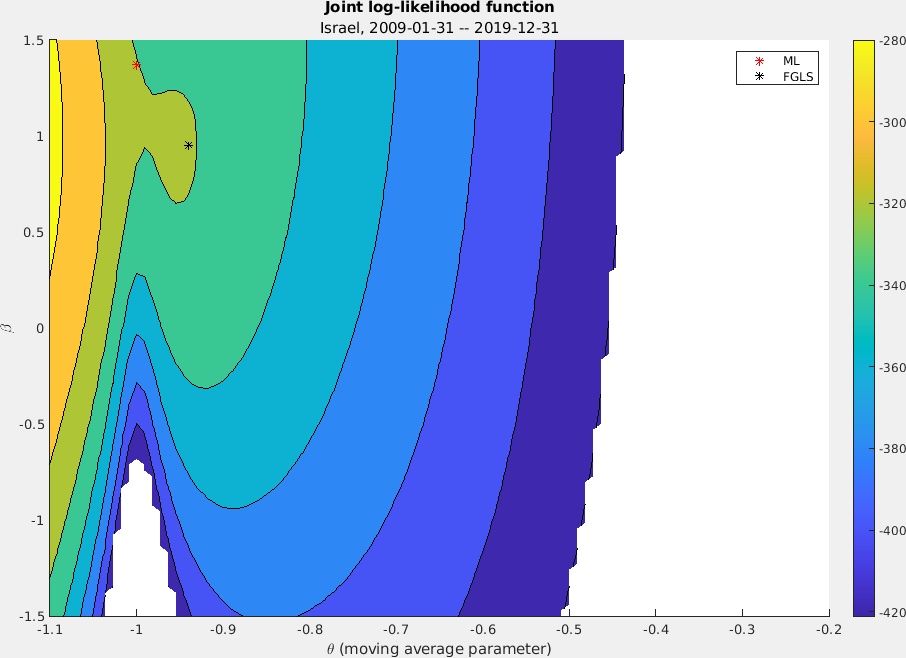 Joint log-likelihood function
Israel, 2009-01-31 -- 2019-12-31
ML
FGLS
1.5
1
0.5
0
-0.5
-1
-1.5
β
-1.1 -1 -0.9 -0.8 -0.7 -0.6 -0.5 -0.4 -0.3 -0.2
θ (moving average parameter)
-280
-300
-320
-340
-360
-380
-400
-420